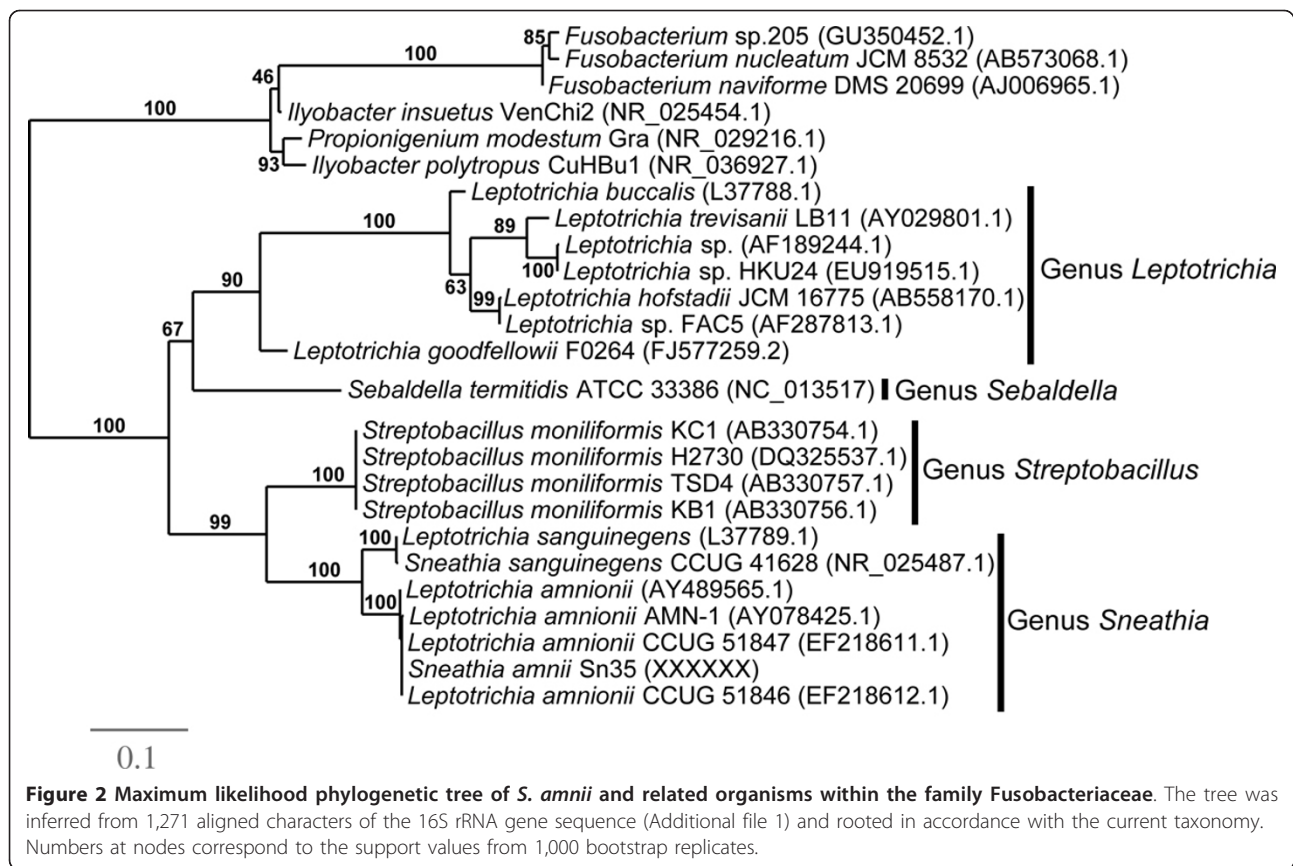 85 Fusobacterium sp.205 (GU350452.1)
100 Fusobacterium nucleatum JCM 8532 (AB573068.1)
46 Fusobacterium naviforme DMS 20699 (AJ006965.1)
100 Ilyobacter insuetus VenChi2 (NR_025454.1)
Propionigenium modestum Gra (NR_029216.1)
93 Ilyobacter polytropus CuHBu1 (NR_036927.1)
Leptotrichia buccalis (L37788.1)
100 Leptotrichia trevisanii LB11 (AY029801.1)
89 Leptotrichia sp. (AF189244.1)
100 Leptotrichia sp. HKU24 (EU919515.1) Genus Leptotrichia
90 63 99 Leptotrichia hofstadii JCM 16775 (AB558170.1)
Leptotrichia sp. FAC5 (AF287813.1)
67 Leptotrichia goodfellowii F0264 (FJ577259.2)
Sebaldella termitidis ATCC 33386 (NC_013517) Genus Sebaldella
100 Streptobacillus moniliformis KC1 (AB330754.1)
Streptobacillus moniliformis H2730 (DQ325537.1) Genus Streptobacillus
100 Streptobacillus moniliformis TSD4 (AB330757.1)
Streptobacillus moniliformis KB1 (AB330756.1)
99 100 Leptotrichia sanguinegens (L37789.1)
Sneathia sanguinegens CCUG 41628 (NR_025487.1)
100 100 Leptotrichia amnionii (AY489565.1)
Leptotrichia amnionii AMN-1 (AY078425.1) Genus Sneathia
Leptotrichia amnionii CCUG 51847 (EF218611.1)
Sneathia amnii Sn35 (XXXXXX)
Leptotrichia amnionii CCUG 51846 (EF218612.1)
0.1
Figure 2 Maximum likelihood phylogenetic tree of S. amnii and related organisms within the family Fusobacteriaceae. The tree was
inferred from 1,271 aligned characters of the 16S rRNA gene sequence (Additional file 1) and rooted in accordance with the current taxonomy.
Numbers at nodes correspond to the support values from 1,000 bootstrap replicates.